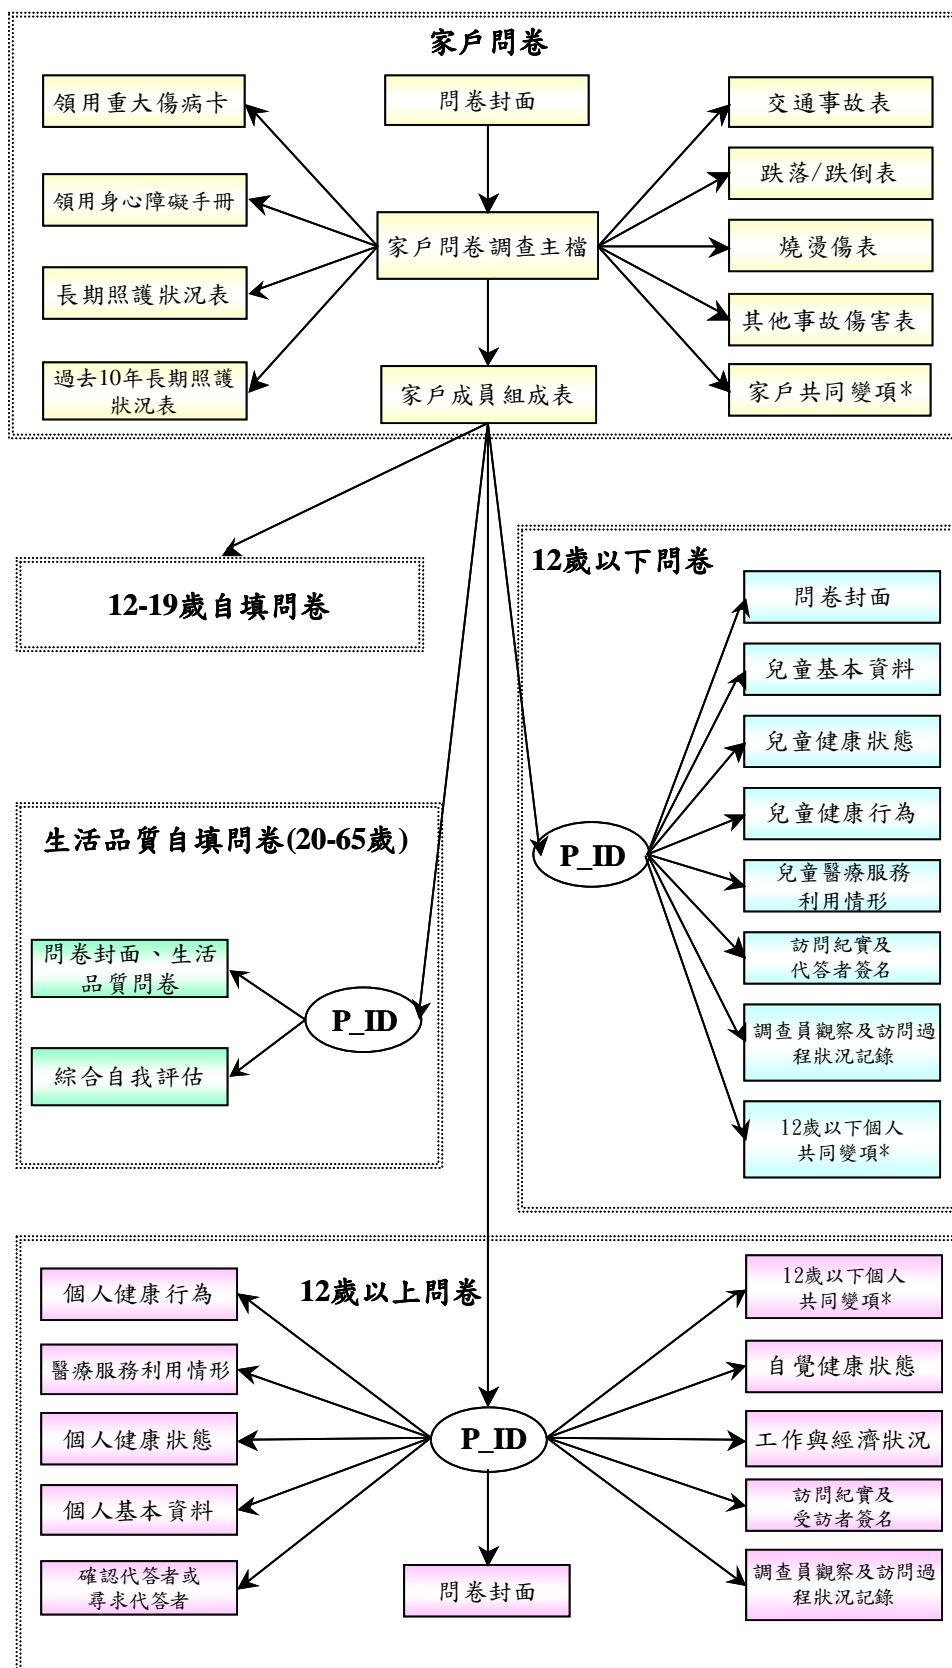 家戶問卷
領用重大傷病卡
問卷封面
交通事故表
領用身心障礙手冊
跌落/跌倒表
家戶問卷調查主檔
燒燙傷表
長期照護狀況表
其他事故傷害表
過去10年長期照護
狀況表
家戶成員組成表
家戶共同變項*
12-19歲自填問卷
12歲以下問卷
問卷封面
兒童基本資料
兒童健康狀態
兒童健康行為
P_ID
兒童醫療服務
利用情形
訪問紀實及
代答者簽名
調查員觀察及訪問過
程狀況記錄
12歲以下個人
共同變項*
生活品質自填問卷(20-65歲)
問卷封面、生活
品質問卷
P_ID
綜合自我評估
12歲以上問卷
個人健康行為
醫療服務利用情形
個人健康狀態
個人基本資料
確認代答者或
尋求代答者
P_ID
問卷封面
12歲以下個人
共同變項*
自覺健康狀態
工作與經濟狀況
訪問紀實及
受訪者簽名
調查員觀察及訪問過
程狀況記錄